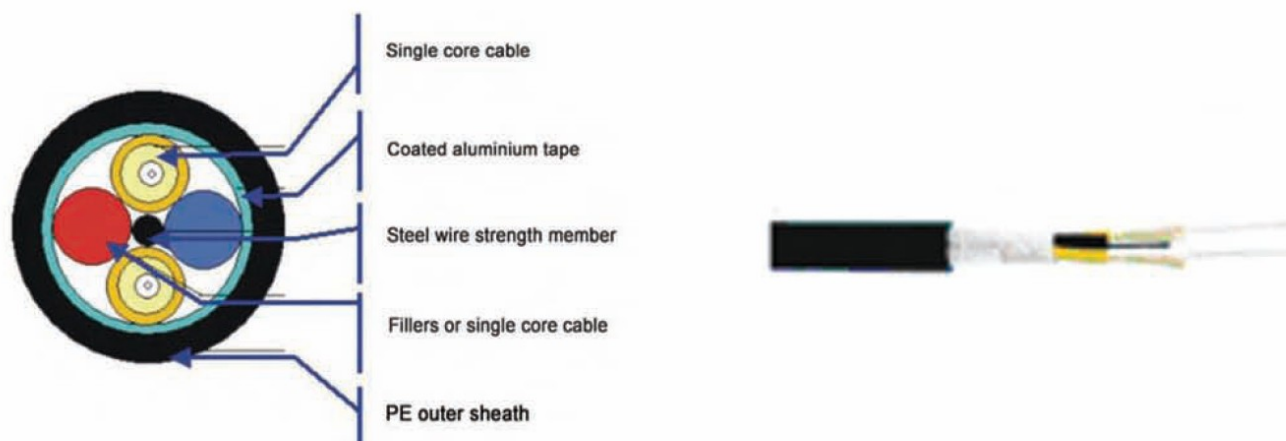 Single core cable
Coated aluminium tape
Steel wire strength member
Fillers or single core cable
PE outer sheath